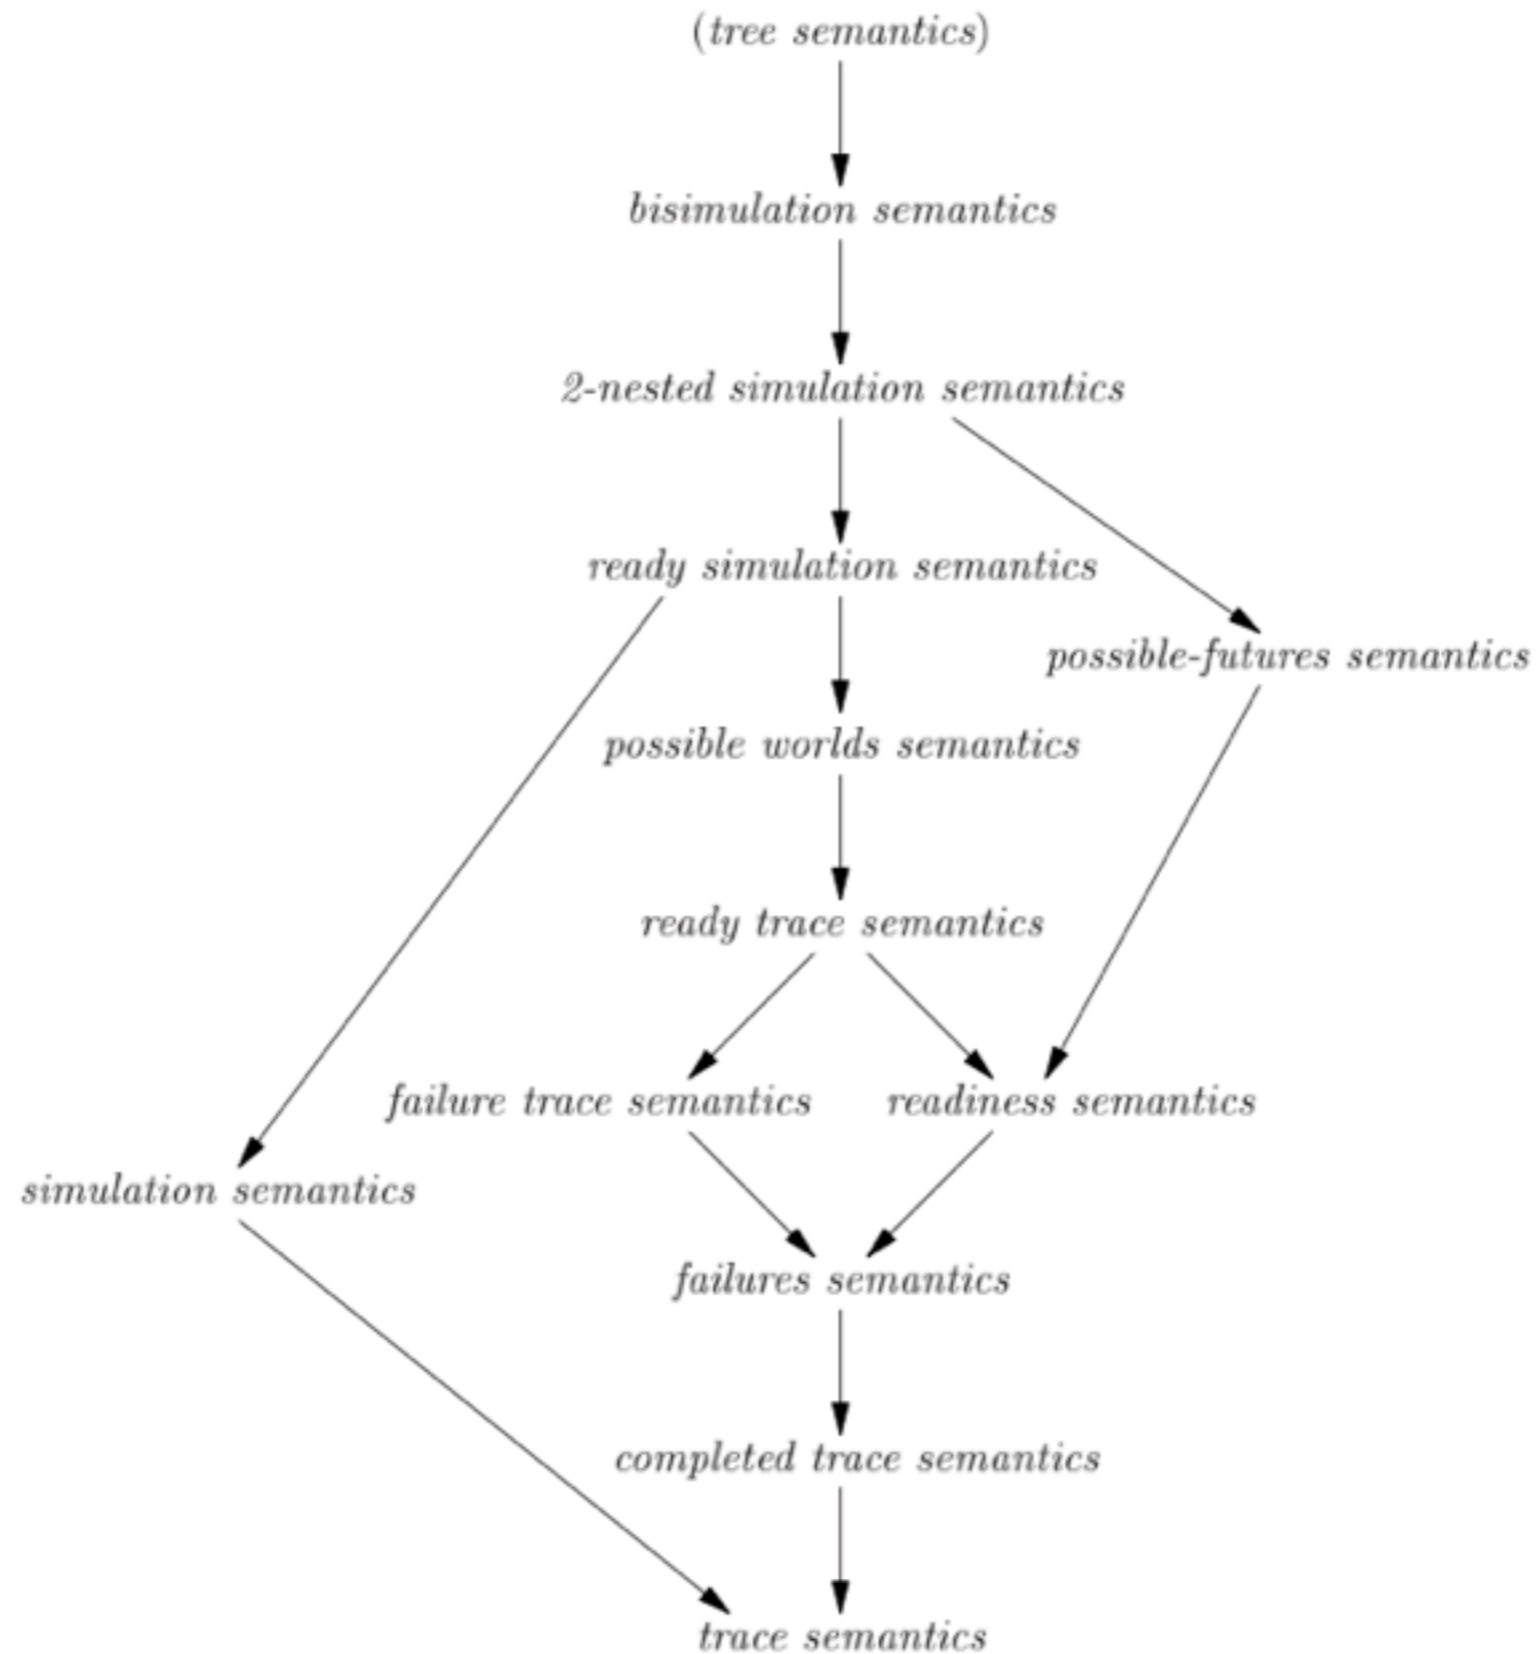 (tree semantics)
bisimulation semantics
2-nested simulation semantics
ready simulation semantics
possible-futures semantics
possible worlds semantics
ready trace semantics
failure trace semantics
readiness semantics
simulation semantics
failures semantics
completed trace semantics
trace semantics